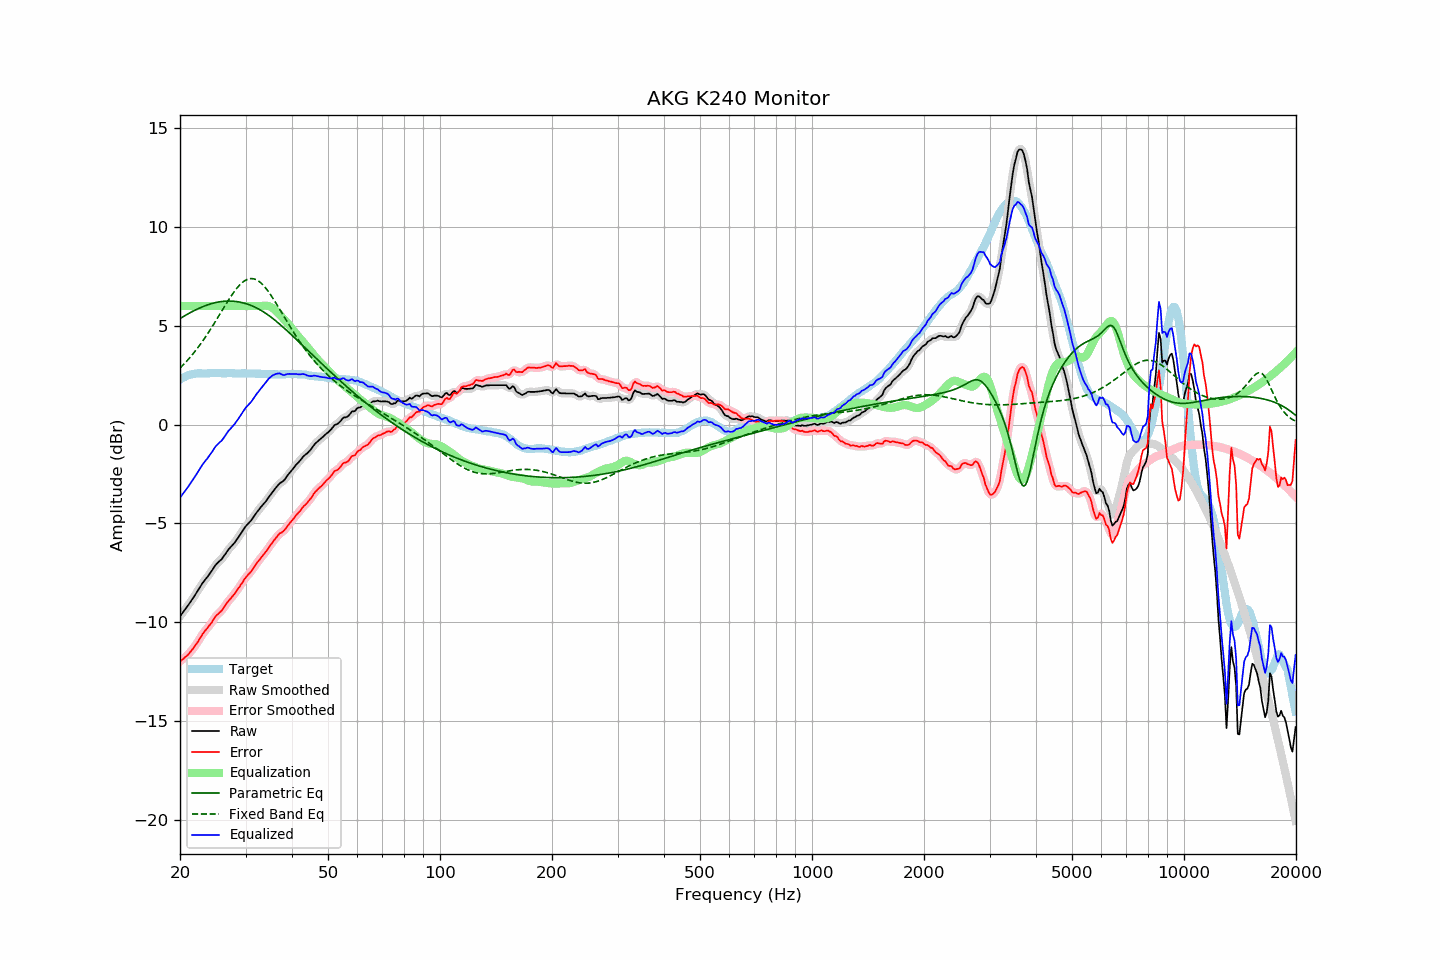 AKG K240 Monitor
15
10
5
0
−5
−10
−15
−20
Amplitude (dBr)
Target
Raw Smoothed
Error Smoothed
Raw
Error
Equalization
Parametric Eq
Fixed Band Eq
Equalized
20 50 100 200 500 1000 2000 5000 10000 20000
Frequency (Hz)